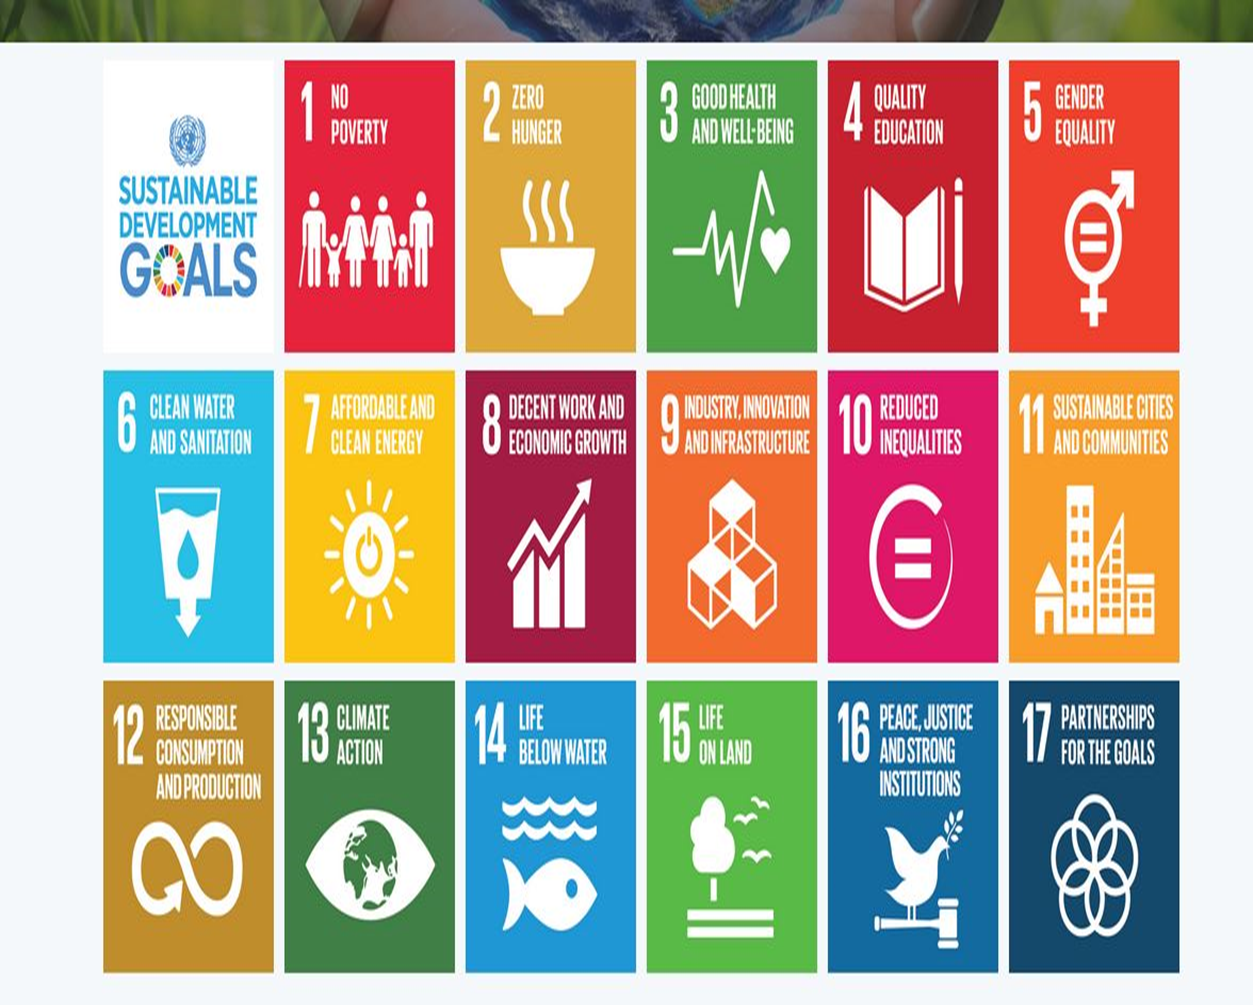 SUSTAINABLE
DEVELOPMENT
GOALS
1 NO
POVERTY
2 ZERO
HUNGER
3 GOOD HEALTH
AND WELL-BEING
4 QUALITY
EDUCATION
5 GENDER
EQUALITY
6 CLEAN WATER
AND SANITATION
7 AFFORDABLE AND
CLEAN ENERGY
8 DECENT WORK AND
ECONOMIC GROWTH
9 INDUSTRY, INNOVATION
AND INFRASTRUCTURE
10 REDUCED
INEQUALITIES
11 SUSTAINABLE CITIES
AND COMMUNITIES
12 RESPONSIBLE
CONSUMPTION
AND PRODUCTION
13 CLIMATE
ACTION
14 LIFE
BELOW WATER
15 LIFE
ON LAND
16 PEACE, JUSTICE
AND STRONG
INSTITUTIONS
17 PARTNERSHIPS
FOR THE GOALS